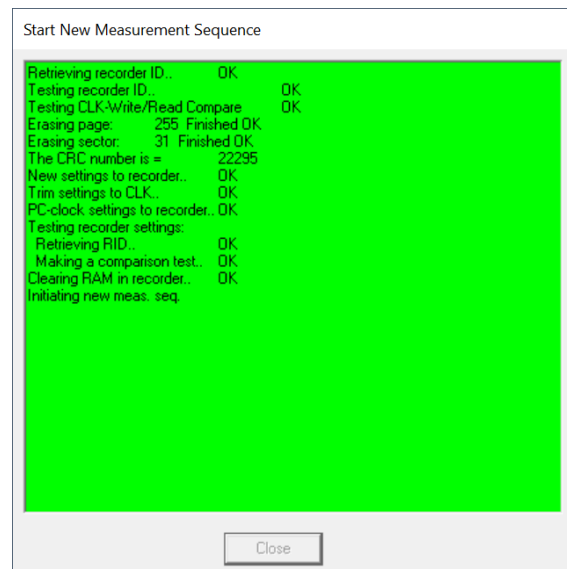 Start New Measurement Sequence
Retrieving recorder ID.. OK
Testing recorder ID.. OK
Testing CLK-Write/Read Compare OK
Erasing page: 255 Finished OK
Erasing sector: 31 Finished OK
The CRC number is = 22295
New settings to recorder.. OK
Trim settings to CLK.. OK
PC-clock settings to recorder.. OK
Testing recorder settings:
Retrieving RID.. OK
Making a comparison test.. OK
Clearing RAM in recorder.. OK
Initiating new meas. seq.
Close